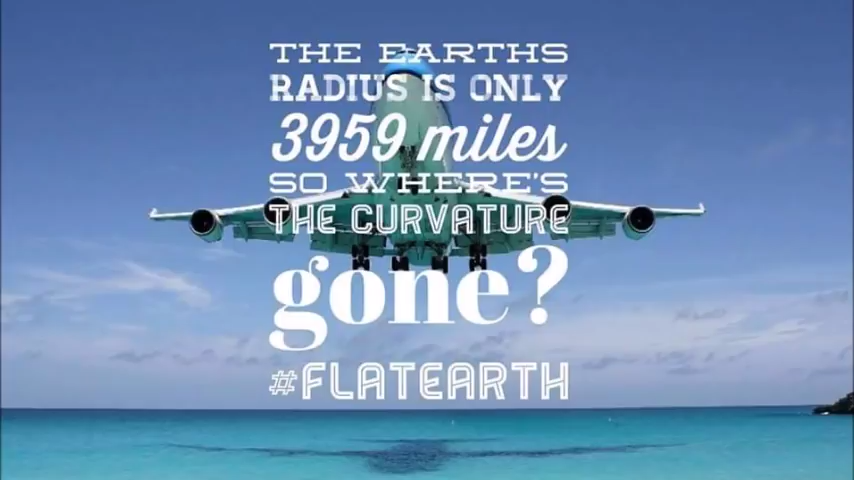 THE EARTHS
RADIUS IS ONLY
3959 miles
SO WHERE'S
THE CURVATURE
gone?
#FLATEARTH